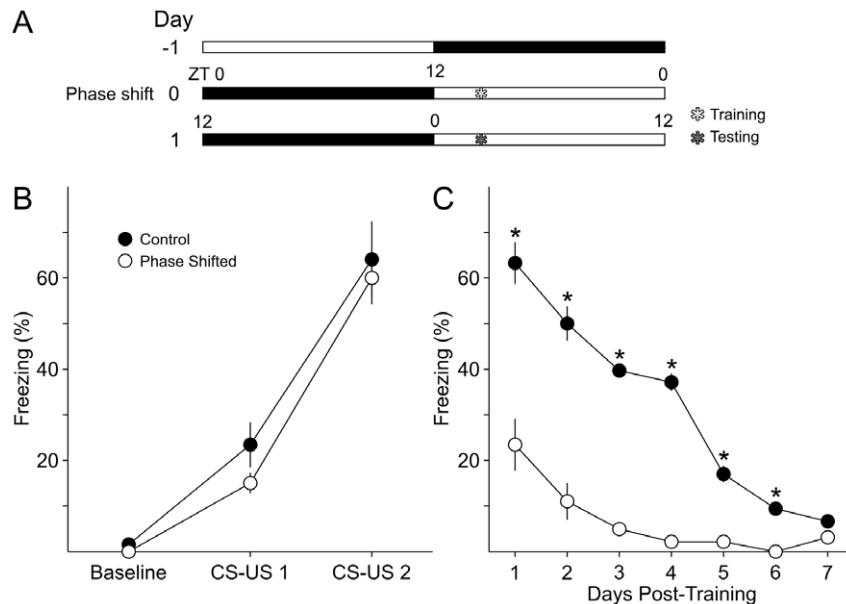 A
Day
-1
ZT 0 12 0
Phase shift 0
Training
12 0 12
Testing
1
B
Control
Phase Shifted
Freezing (%)
60
40
20
Baseline CS-US 1 CS-US 2
C
Freezing (%)
60
40
20
* * * * * *
1 2 3 4 5 6 7
Days Post-Training